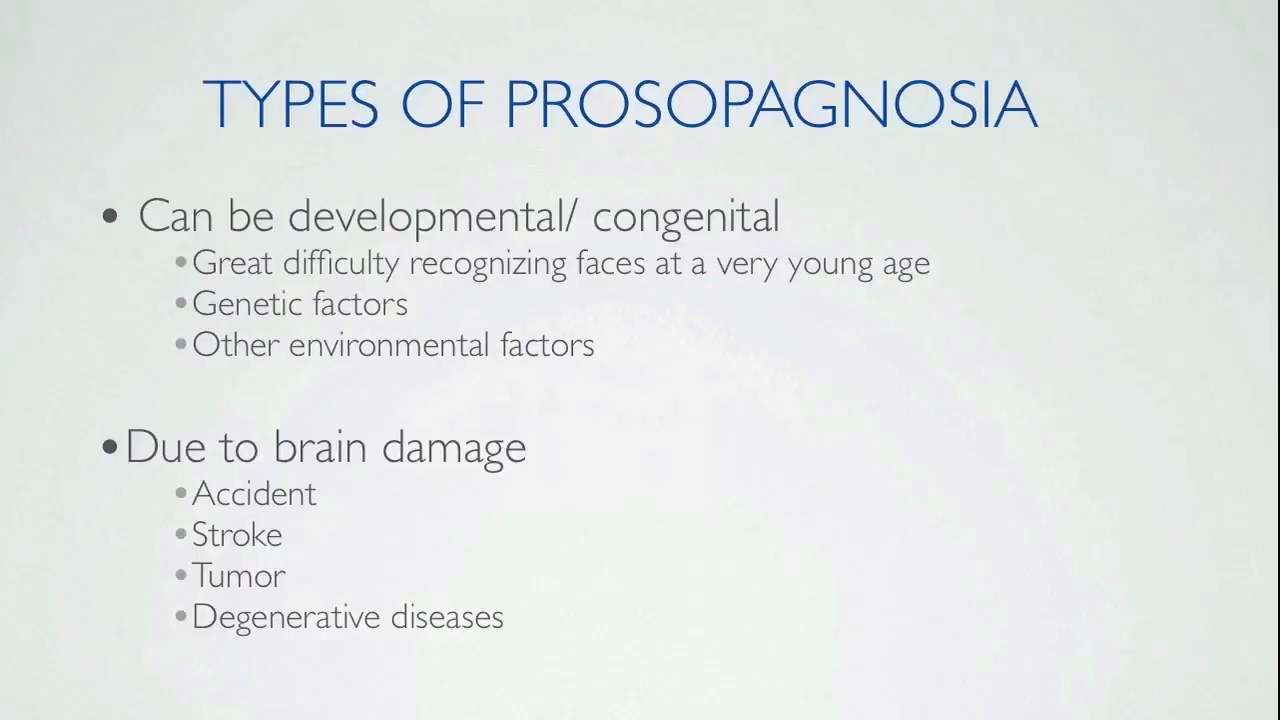 TYPES OF PROSOPAGNOSIA
• Can be developmental/ congenital
•Great difficulty recognizing faces at a very young age
•Genetic factors
•Other environmental factors
•Due to brain damage
•Accident
•Stroke
•Tumor
•Degenerative diseases